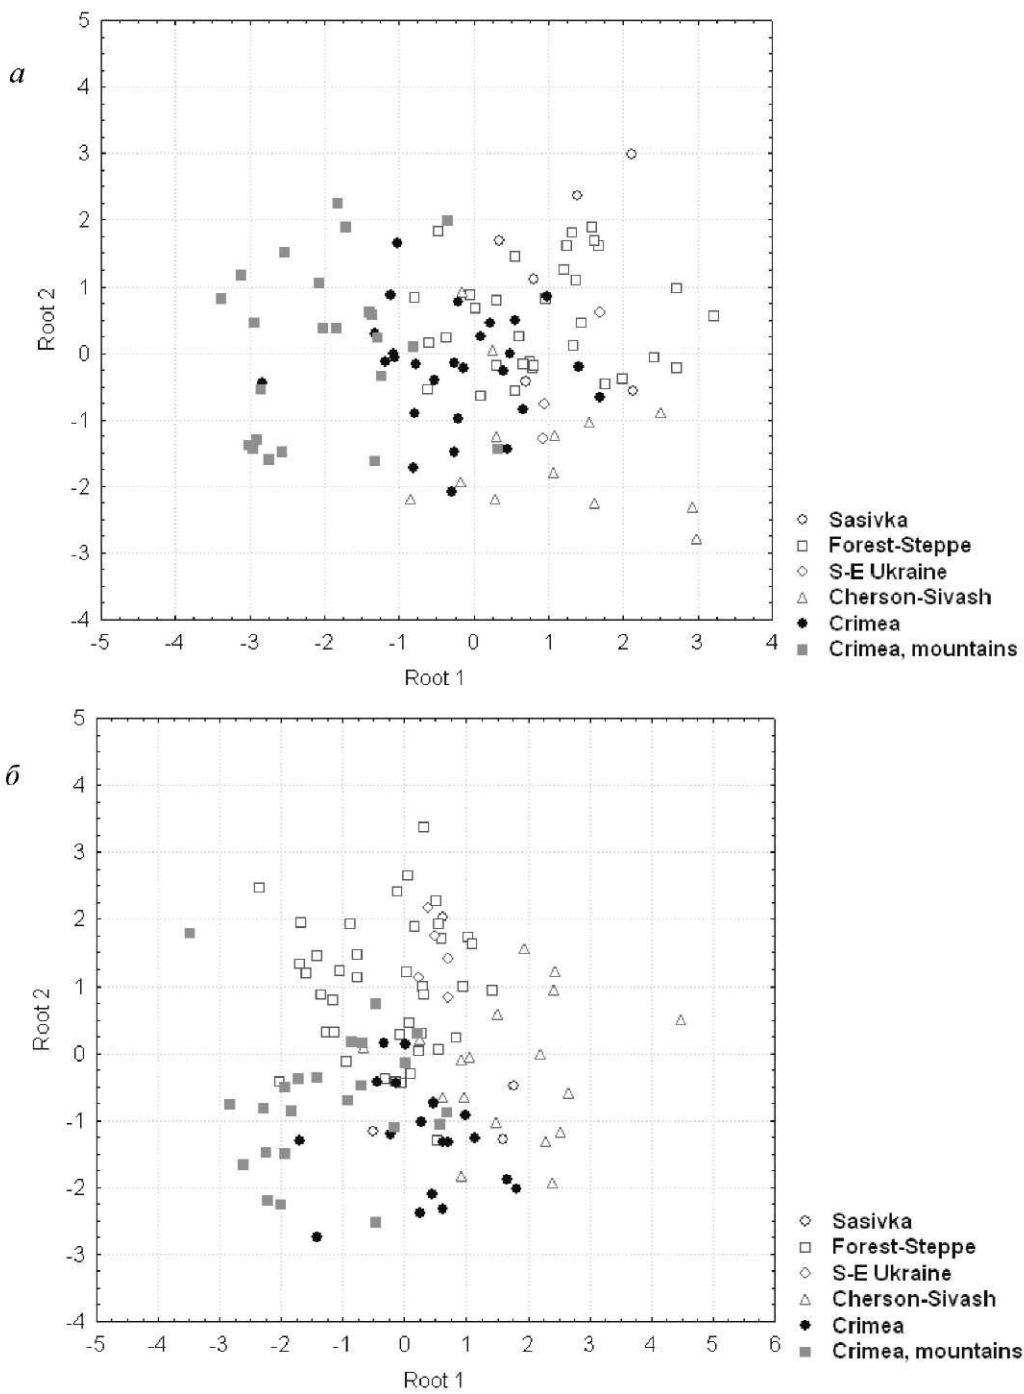 а
5
4
3
2
1
0
-1
-2
-3
-4
Root 2
-5 -4 -3 -2 -1 0 1 2 3 4
Root 1
Sasivka
Forest-Steppe
S-E Ukraine
Cherson-Sivash
Crimea
Crimea, mountains
б
5
4
3
2
1
0
-1
-2
-3
-4
Root 2
-5 -4 -3 -2 -1 0 1 2 3 4 5 6
Root 1
Sasivka
Forest-Steppe
S-E Ukraine
Cherson-Sivash
Crimea
Crimea, mountains